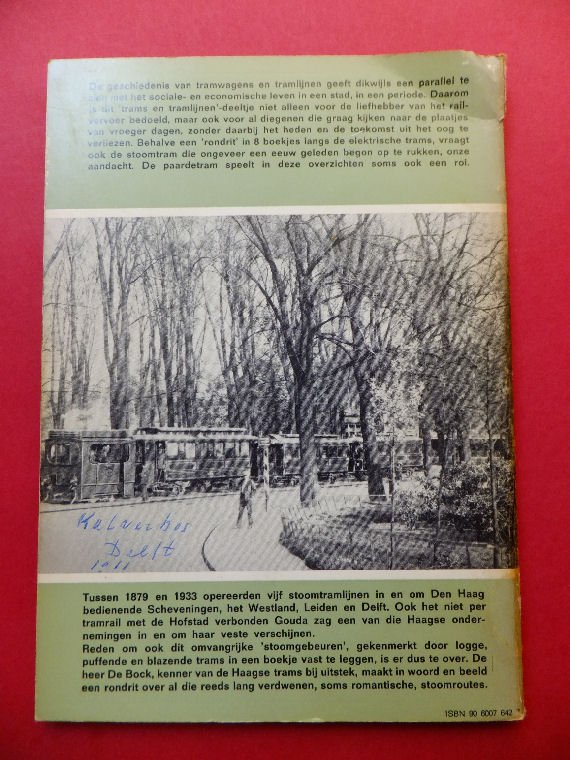 De geschiedenis van tramwagens en tramlijnen geeft dikwijls een parallel te
zien met het sociale- en economische leven in een stad, in een periode. Daarom
is dit 'trams en tramlijnen'-deeltje niet alleen voor de liefhebber van het rail-
vervoer bedoeld, maar ook voor al diegenen die graag kijken naar de plaatjes
van vroeger dagen, zonder daarbij het heden en de toekomst uit het oog te
verliezen. Behalve een 'rondrit' in 8 boekjes langs de elektrische trams, vraagt
ook de stoomtram die ongeveer een eeuw geleden begon op te rukken, onze
aandacht. De paardetram speelt in deze overzichten soms ook een rol.
Kalverbos
Delft
1911
Tussen 1879 en 1933 opereerden vijf stoomtramlijnen in en om Den Haag
bedienende Scheveningen, het Westland, Leiden en Delft. Ook het niet per
tramrail met de Hofstad verbonden Gouda zag een van die Haagse onder-
nemingen in en om haar veste verschijnen.
Reden om ook dit omvangrijke 'stoomgebeuren', gekenmerkt door logge,
puffende en blazende trams in een boekje vast te leggen, is er dus te over. De
heer De Bock, kenner van de Haagse trams bij uitstek, maakt in woord en beeld
een rondrit over al die reeds lang verdwenen, soms romantische, stoomroutes.
ISBN 90 6007 642